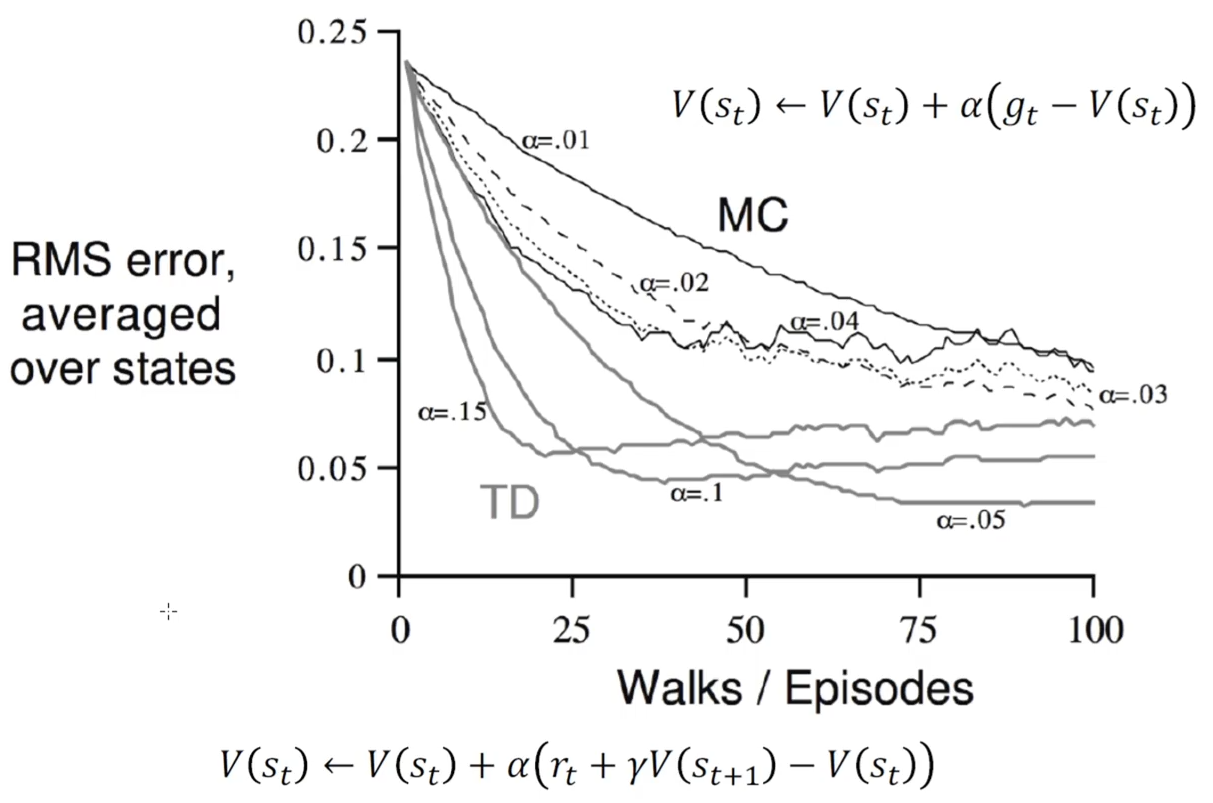 0.25
V(s_t) ← V(s_t) + α(g_t − V(s_t))
0.2
α=.01
MC
RMS error,
averaged
over states
0.15
α=.02
α=.04
0.1
α=.03
α=.15
0.05
TD
α=.1
α=.05
0
0 25 50 75 100
Walks / Episodes
V(s_t) ← V(s_t) + α(r_t + γV(s_{t+1}) − V(s_t))